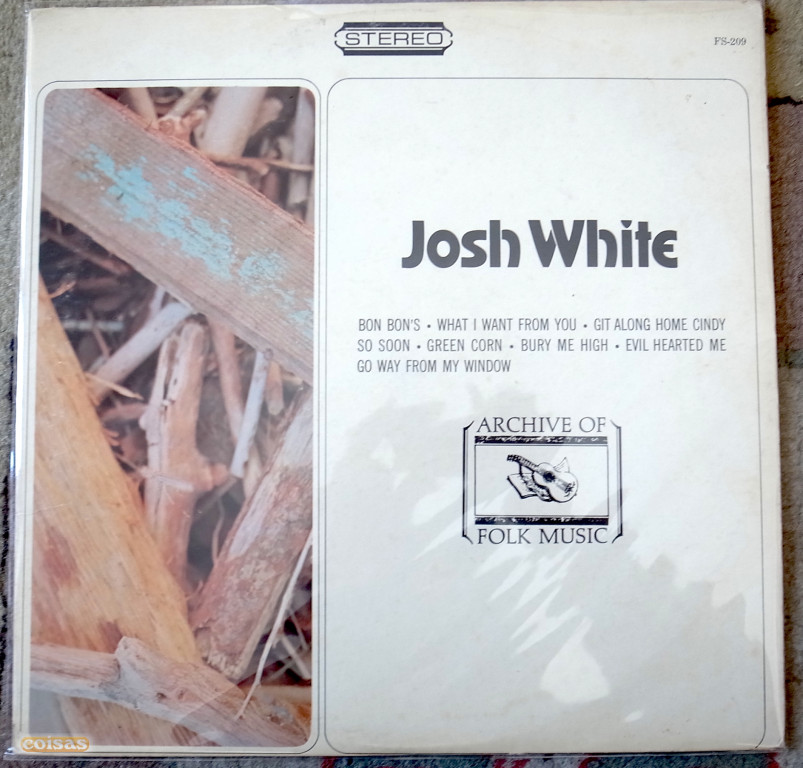 STEREO
FS-209
Josh White
BON BON'S • WHAT I WANT FROM YOU • GIT ALONG HOME CINDY
SO SOON • GREEN CORN • BURY ME HIGH • EVIL HEARTED ME
GO WAY FROM MY WINDOW
ARCHIVE OF
FOLK MUSIC
coisas